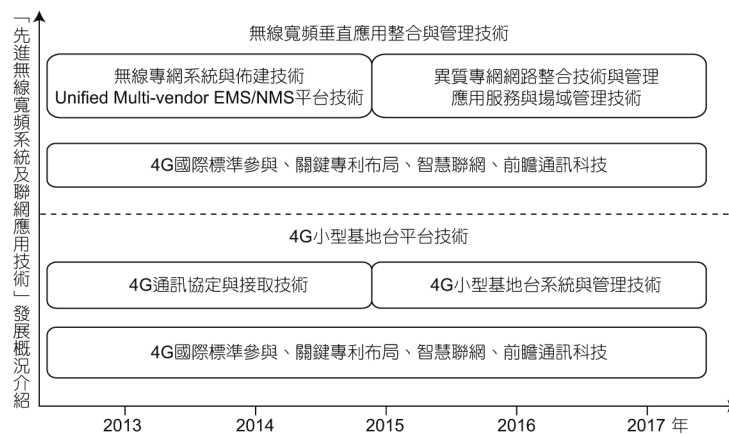 「先進無線寬頻系統及聯網應用技術」發展概況介紹
無線寬頻垂直應用整合與管理技術
無線專網系統與佈建技術
Unified Multi-vendor EMS/NMS平台技術
異質專網網路整合技術與管理
應用服務與場域管理技術
4G國際標準參與、關鍵專利布局、智慧聯網、前瞻通訊科技
4G小型基地台平台技術
4G通訊協定與接取技術
4G小型基地台系統與管理技術
4G國際標準參與、關鍵專利布局、智慧聯網、前瞻通訊科技
2013 2014 2015 2016 2017 年